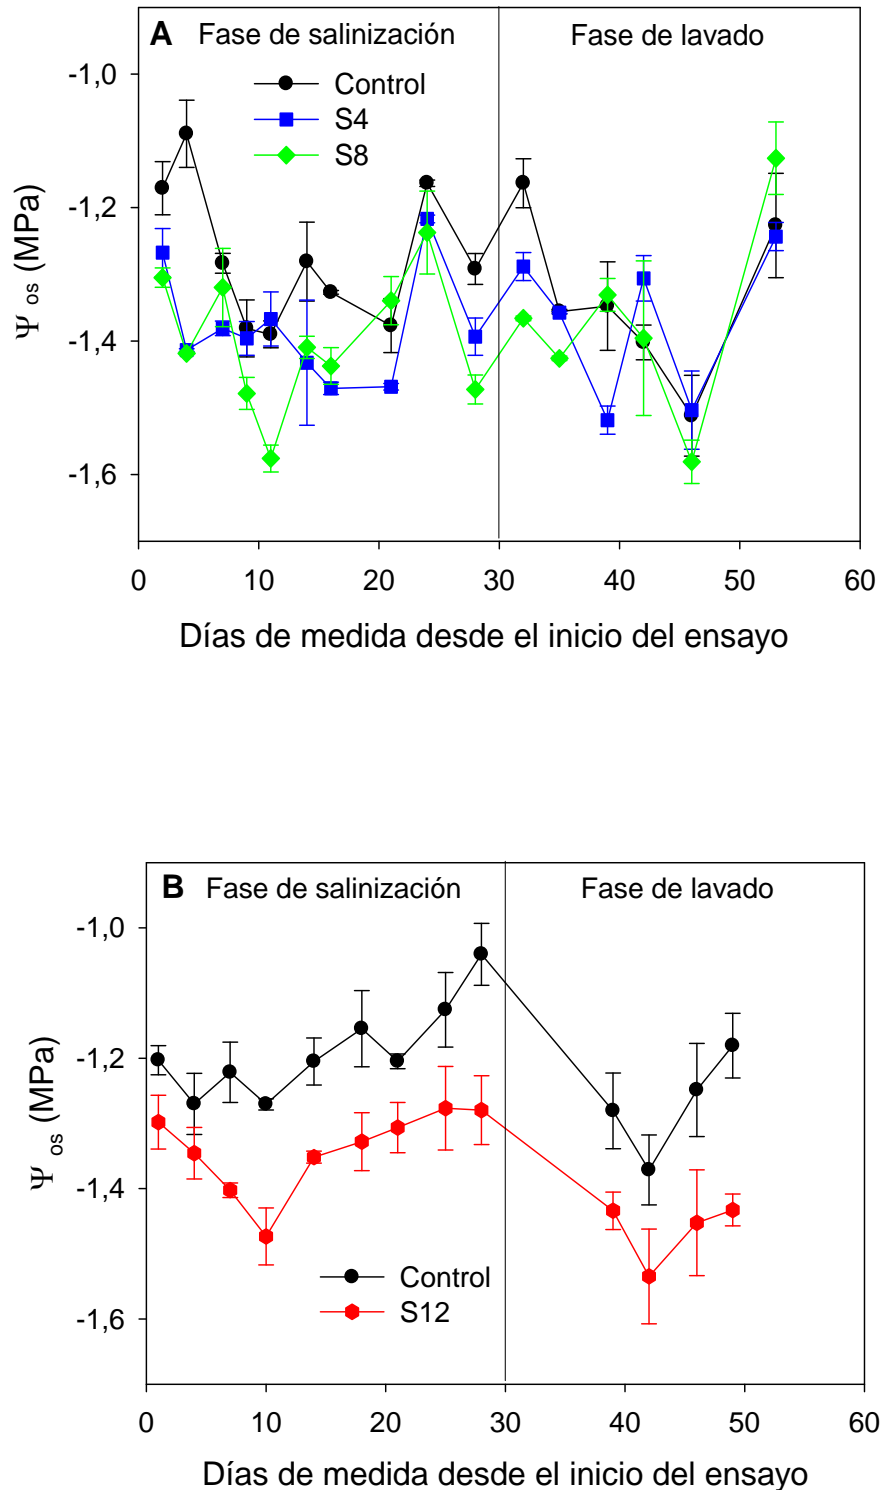 A Fase de salinización Fase de lavado
-1,0
Control
S4
S8
-1,2
-1,4
-1,6
Ψ os (MPa)
0 10 20 30 40 50 60
Días de medida desde el inicio del ensayo
B Fase de salinización Fase de lavado
-1,0
-1,2
-1,4
-1,6
Ψ os (MPa)
Control
S12
0 10 20 30 40 50 60
Días de medida desde el inicio del ensayo